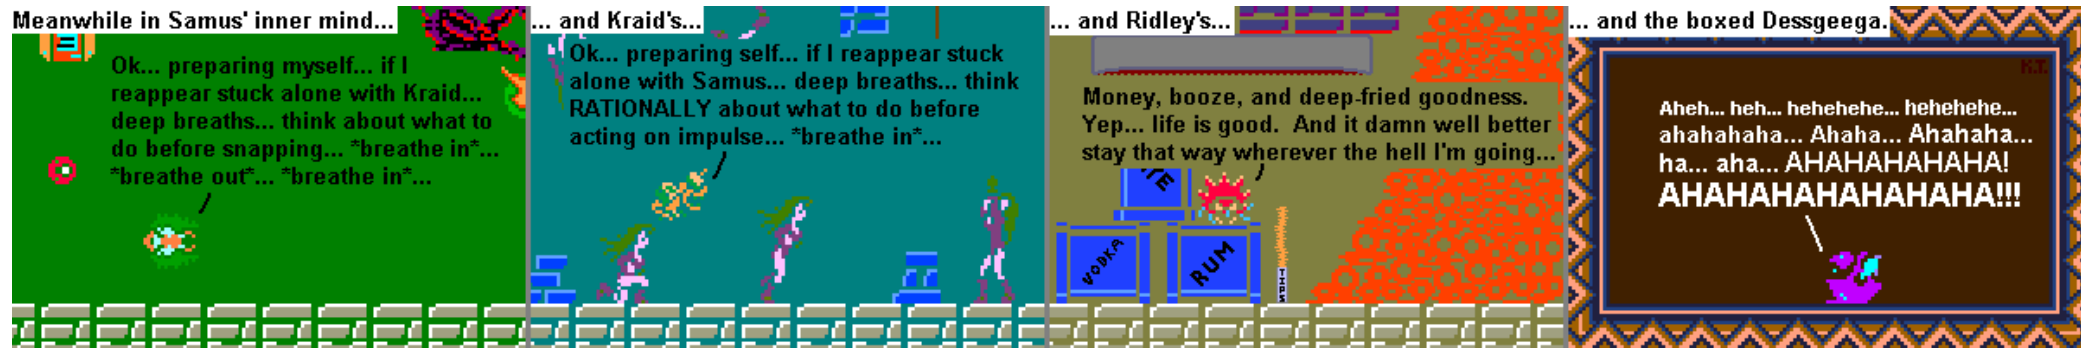 Meanwhile in Samus' inner mind...
Ok... preparing myself... if I
reappear stuck alone with Kraid...
deep breaths... think about what to
do before snapping... *breathe in*...
*breathe out*... *breathe in*...
... and Kraid's...
Ok... preparing self... if I reappear stuck
alone with Samus... deep breaths... think
RATIONALLY about what to do before
acting on impulse... *breathe in*...
... and Ridley's...
Money, booze, and deep-fried goodness.
Yep... life is good. And it damn well better
stay that way wherever the hell I'm going...
VODKA
RUM
TIPS
... and the boxed Dessgeega.
K.T.
Aheh... heh... hehehehe... hehehehe...
ahahahaha... Ahaha... Ahahaha...
ha... aha... AHAHAHAHAHA!
AHAHAHAHAHAHAHA!!!